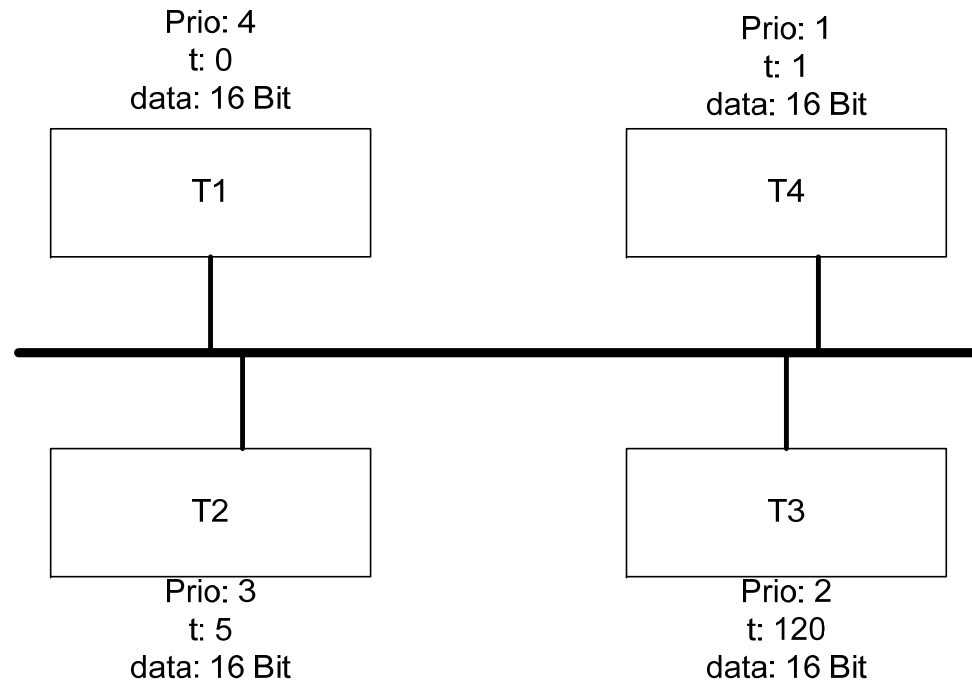 Prio: 4
t: 0
data: 16 Bit
T1
Prio: 1
t: 1
data: 16 Bit
T4
T2
Prio: 3
t: 5
data: 16 Bit
T3
Prio: 2
t: 120
data: 16 Bit